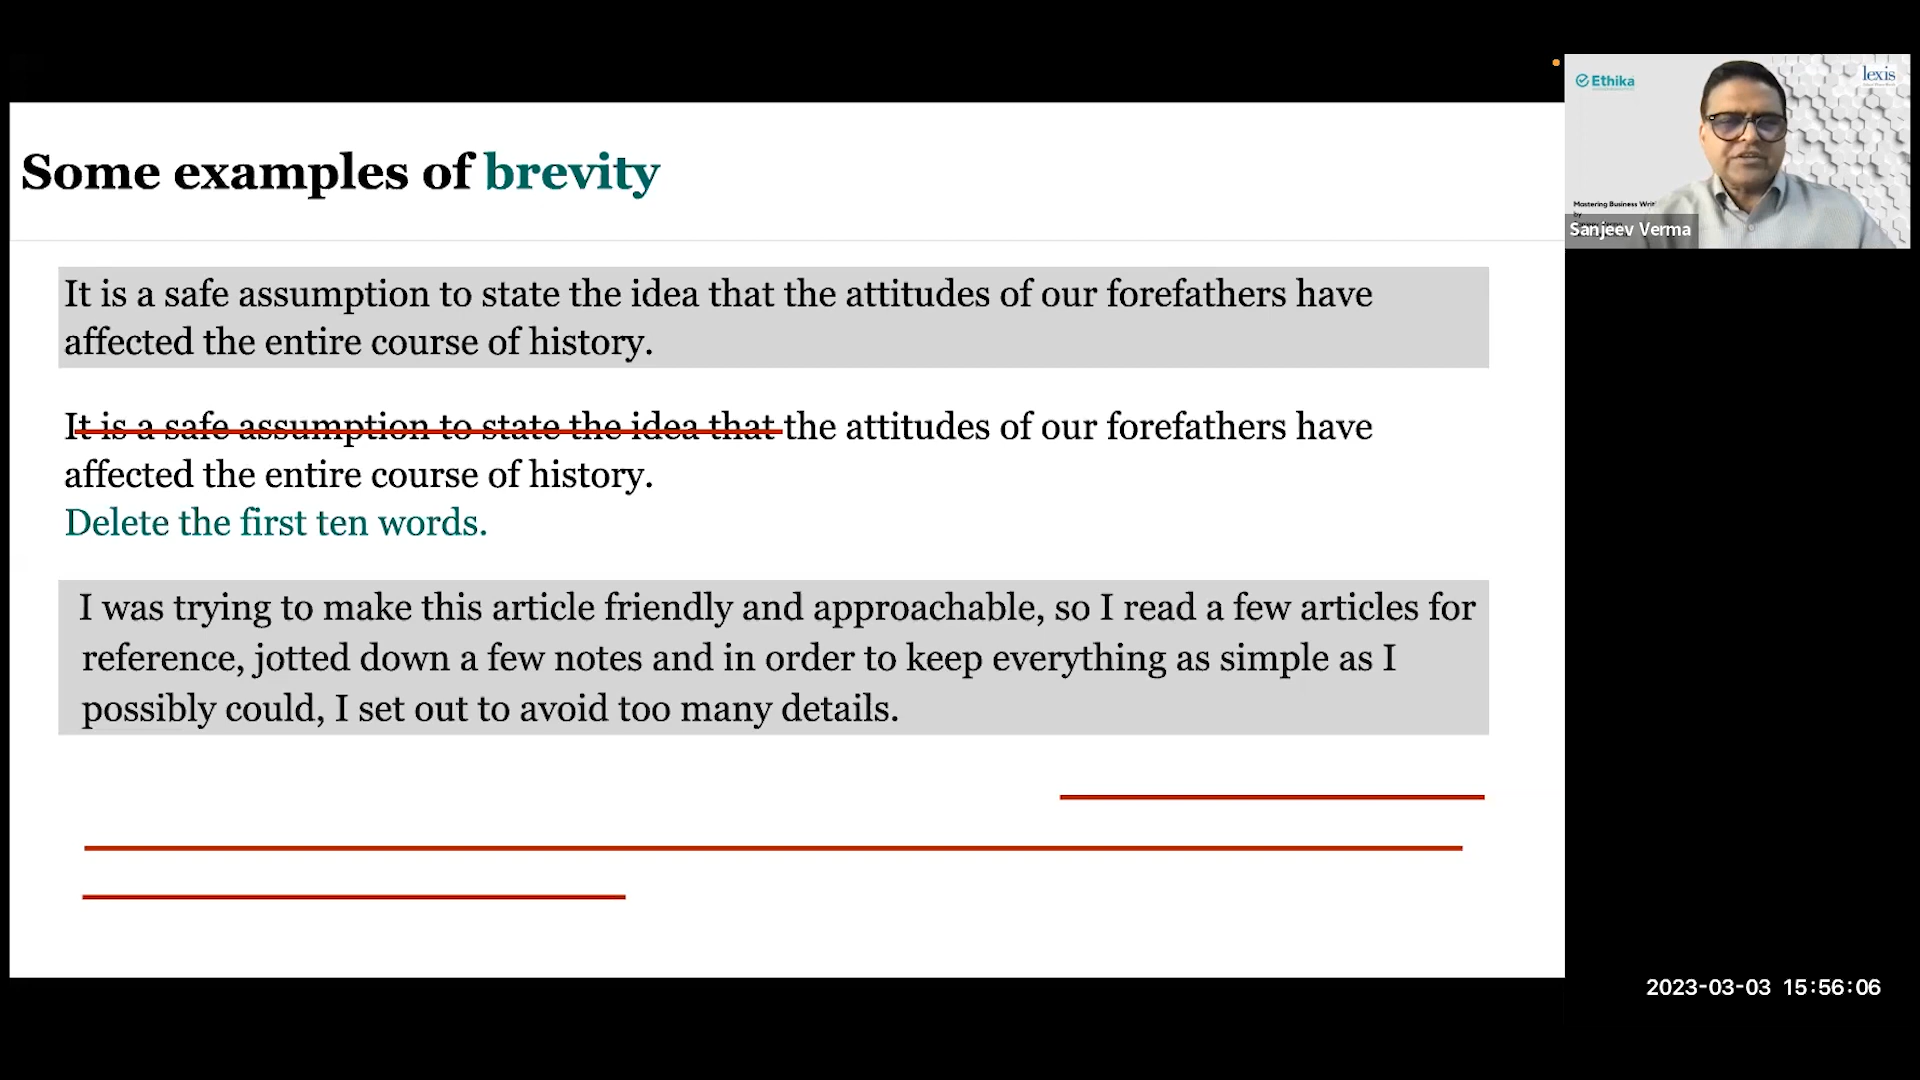 Some examples of brevity
It is a safe assumption to state the idea that the attitudes of our forefathers have
affected the entire course of history.
It is a safe assumption to state the idea that the attitudes of our forefathers have
affected the entire course of history.
Delete the first ten words.
I was trying to make this article friendly and approachable, so I read a few articles for
reference, jotted down a few notes and in order to keep everything as simple as I
possibly could, I set out to avoid too many details.
Ethika
lexis
Mastering Business Writ
by
Sanjeev Verma
2023-03-03 15:56:06